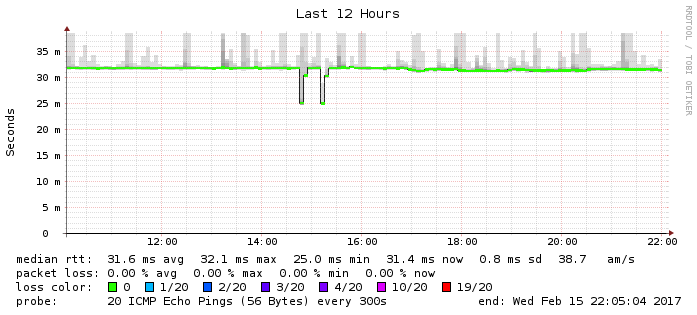 Last 12 Hours
RRDTOOL / TOBI OETIKER
Seconds
35 m
30 m
25 m
20 m
15 m
10 m
5 m
0
12:00 14:00 16:00 18:00 20:00 22:00
median rtt: 31.6 ms avg 32.1 ms max 25.0 ms min 31.4 ms now 0.8 ms sd 38.7 am/s
packet loss: 0.00 % avg 0.00 % max 0.00 % min 0.00 % now
loss color: 0 1/20 2/20 3/20 4/20 10/20 19/20
probe: 20 ICMP Echo Pings (56 Bytes) every 300s end: Wed Feb 15 22:05:04 2017